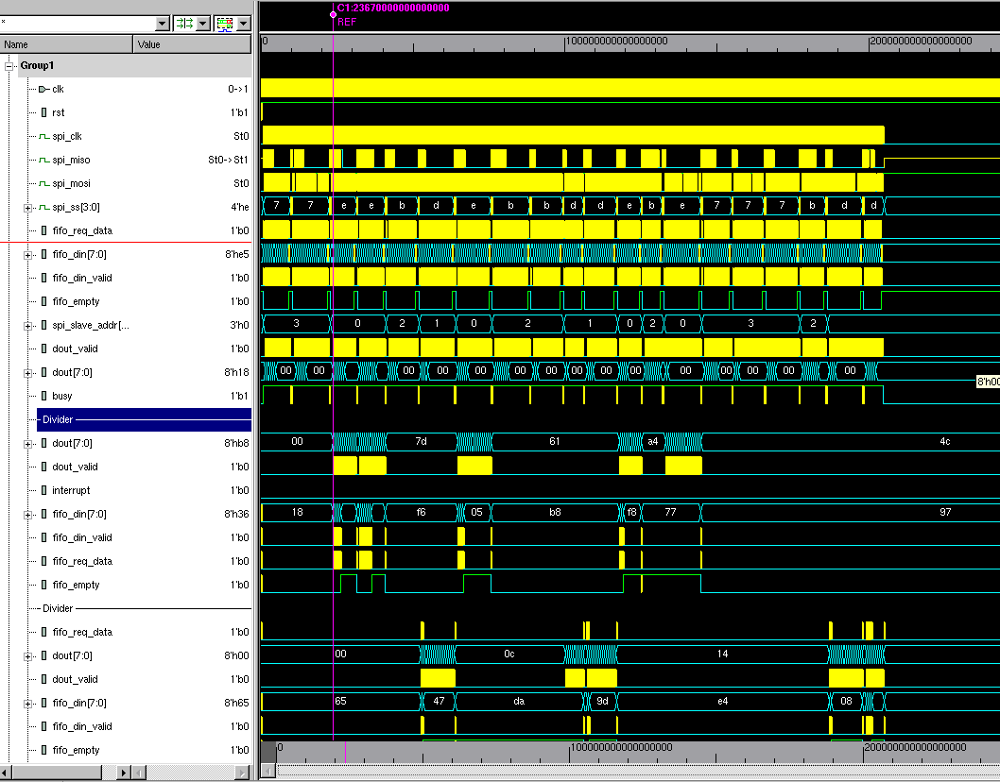 C1:23670000000000000
REF
*
0 100000000000000000 200000000000000000
Name Value
Group1
clk 0->1
rst 1'b1
spi_clk St0
spi_miso St0->St1
spi_mosi St0
spi_ss[3:0] 4'he 7 7 e e b d e b b d d e b e 7 7 7 b d d
fifo_req_data 1'b0
fifo_din[7:0] 8'he5
fifo_din_valid 1'b0
fifo_empty 1'b0
spi_slave_addr[... 3'h0 3 0 2 1 0 2 1 0 2 0 3 2
dout_valid 1'b0
dout[7:0] 8'h18 00 00 00 00 00 00 00 00 00 00 00 00 00 00 00
8'h00
busy 1'b1
Divider
dout[7:0] 8'hb8 00 7d 61 a4 4c
dout_valid 1'b0
interrupt 1'b0
fifo_din[7:0] 8'h36 18 f6 05 b8 f8 77 97
fifo_din_valid 1'b0
fifo_req_data 1'b0
fifo_empty 1'b0
Divider
fifo_req_data 1'b0
dout[7:0] 8'h00 00 0c 14
dout_valid 1'b0
fifo_din[7:0] 8'h65 65 47 da 9d e4 08
fifo_din_valid 1'b0
fifo_empty 1'b0
0 100000000000000000 200000000000000000